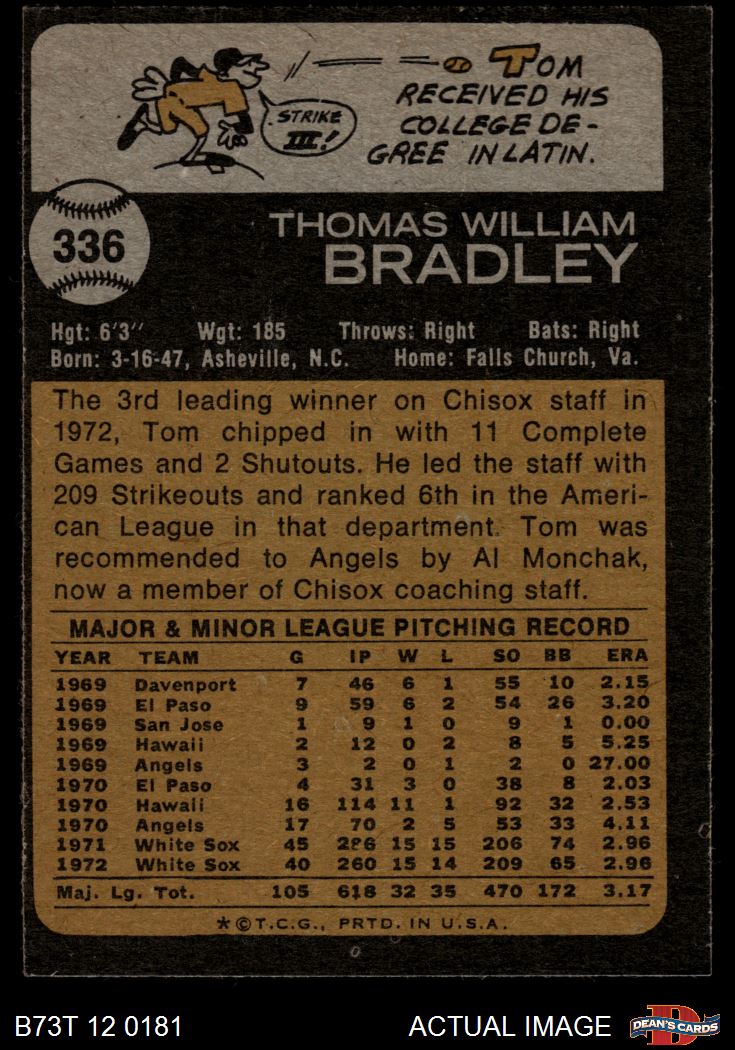 TOM
RECEIVED HIS
COLLEGE DE-
GREE IN LATIN.
STRIKE
III!
336
THOMAS WILLIAM
BRADLEY
Hgt: 6'3" Wgt: 185 Throws: Right Bats: Right
Born: 3-16-47, Asheville, N.C. Home: Falls Church, Va.
The 3rd leading winner on Chisox staff in
1972, Tom chipped in with 11 Complete
Games and 2 Shutouts. He led the staff with
209 Strikeouts and ranked 6th in the Ameri-
can League in that department. Tom was
recommended to Angels by Al Monchak,
now a member of Chisox coaching staff.
MAJOR & MINOR LEAGUE PITCHING RECORD
YEAR TEAM G IP W L SO BB ERA
1969 Davenport 7 46 6 1 55 10 2.15
1969 El Paso 9 59 6 2 54 26 3.20
1969 San Jose 1 9 1 0 9 1 0.00
1969 Hawaii 2 12 0 2 8 5 5.25
1969 Angels 3 2 0 1 2 0 27.00
1970 El Paso 4 31 3 0 38 8 2.03
1970 Hawaii 16 114 11 1 92 32 2.53
1970 Angels 17 70 2 5 53 33 4.11
1971 White Sox 45 286 15 15 206 74 2.96
1972 White Sox 40 260 15 14 209 65 2.96
Maj. Lg. Tot. 105 618 32 35 470 172 3.17
*©T.C.G., PRTD. IN U.S.A.
B73T 12 0181 ACTUAL IMAGE D DEAN'S CARDS